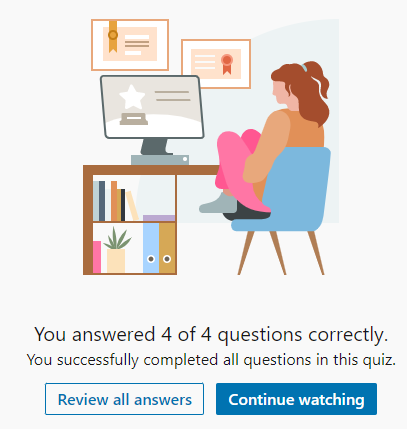 You answered 4 of 4 questions correctly.
You successfully completed all questions in this quiz.
Review all answers
Continue watching